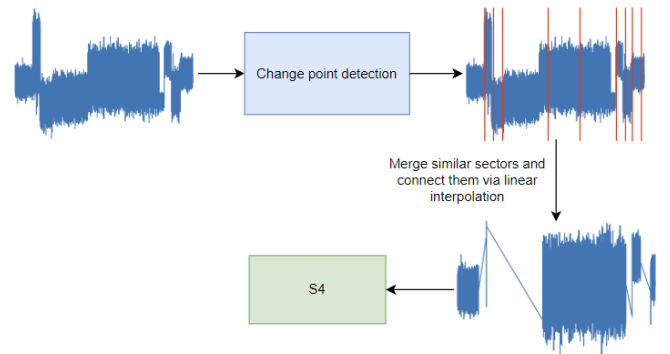 Change point detection
Merge similar sectors and
connect them via linear
interpolation
S4